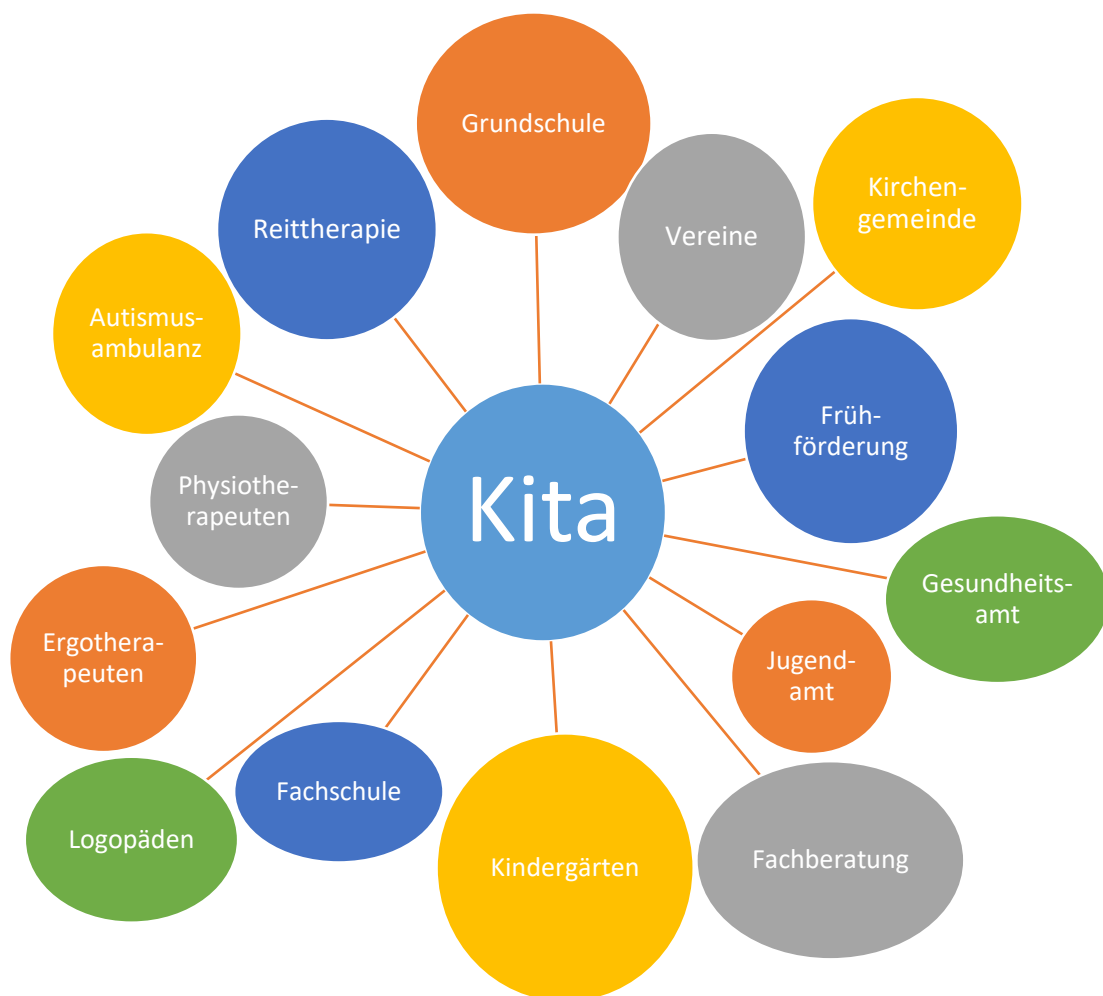 Grundschule
Reittherapie
Vereine
Kirchen-
gemeinde
Autismus-
ambulanz
Früh-
förderung
Physiothe-
rapeuten
Kita
Gesundheits-
amt
Ergothera-
peuten
Jugend-
amt
Logopäden
Fachschule
Kindergärten
Fachberatung